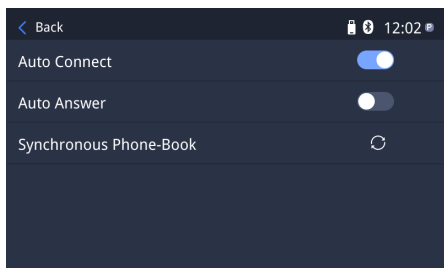 Back
12:02 P
Auto Connect
Auto Answer
Synchronous Phone-Book